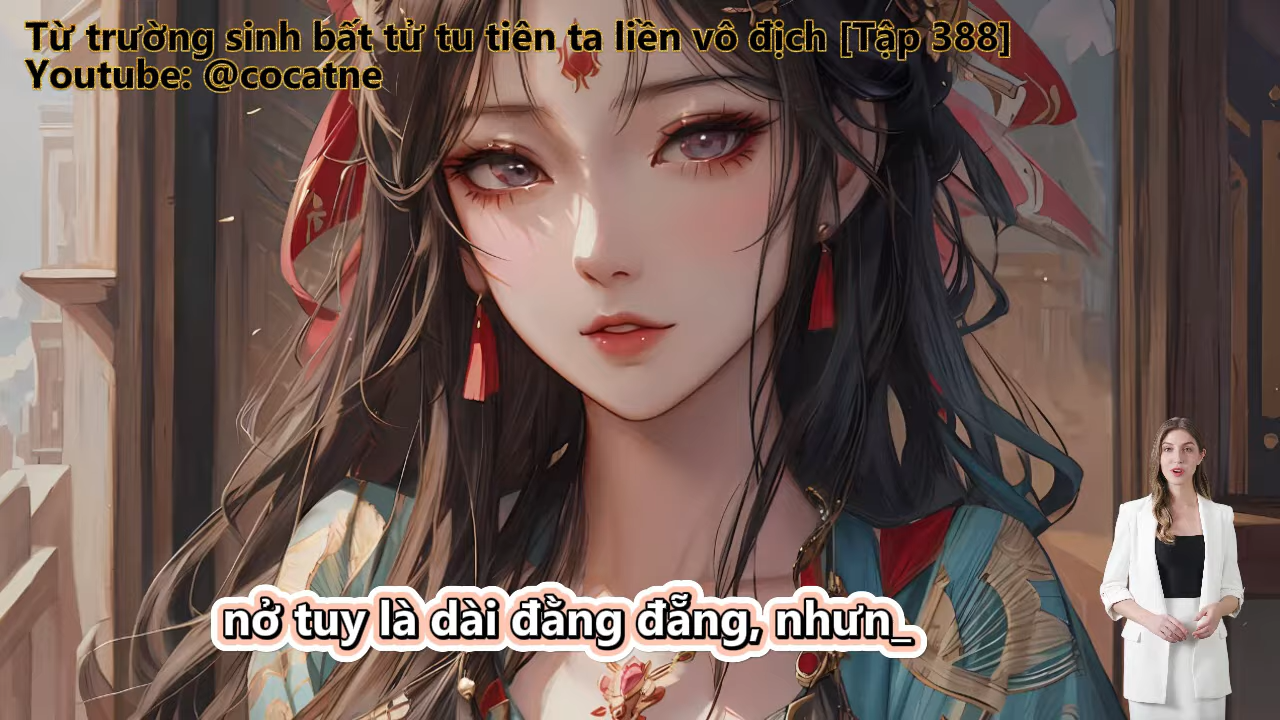 Từ trường sinh bất tử tu tiên ta liền vô địch [Tập 388]
Youtube: @cocatne
nở tuy là dài đằng đẵng, nhưn_